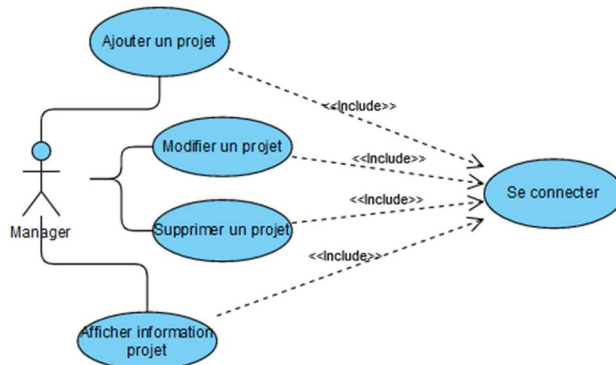 Ajouter un projet
<<Include>>
Modifier un projet
<<Include>>
Se connecter
<<Include>>
Manager
Supprimer un projet
<<Include>>
Afficher information
projet